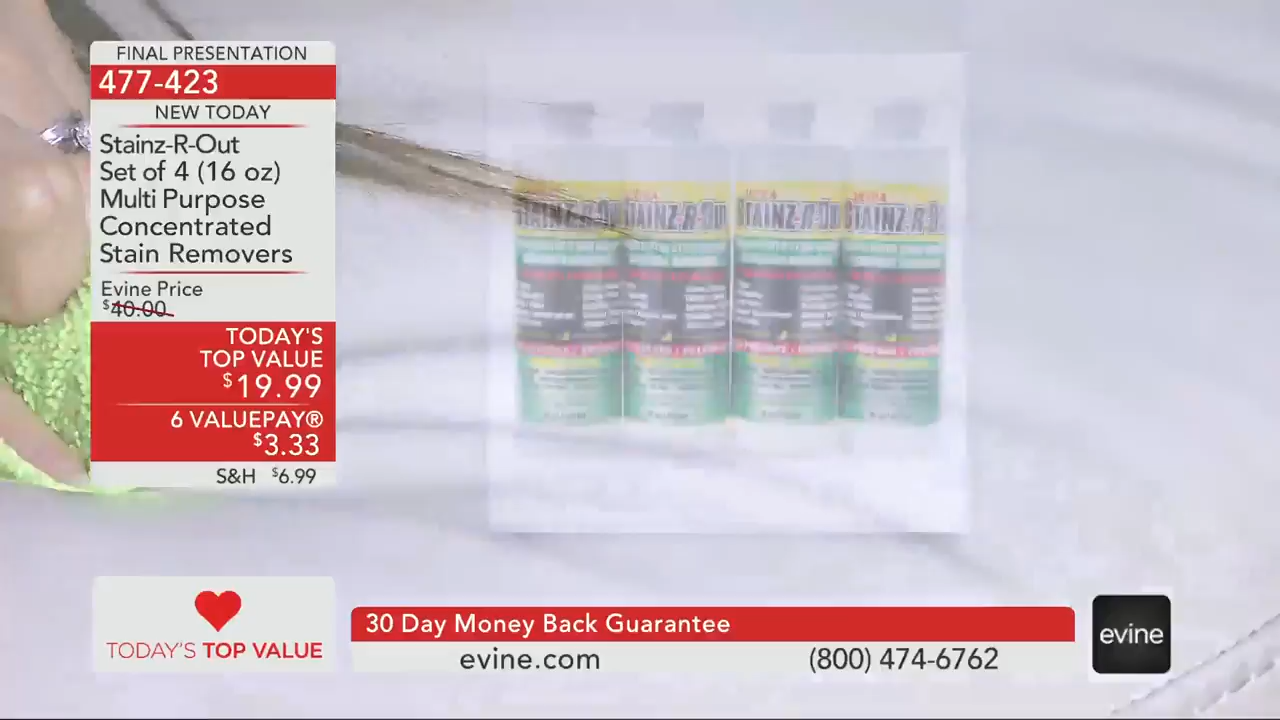 FINAL PRESENTATION
477-423
NEW TODAY
Stainz-R-Out
Set of 4 (16 oz)
Multi Purpose
Concentrated
Stain Removers
Evine Price
$40.00
TODAY'S
TOP VALUE
$19.99
6 VALUEPAY®
$3.33
S&H $6.99
TODAY'S TOP VALUE
30 Day Money Back Guarantee
evine.com (800) 474-6762
evine